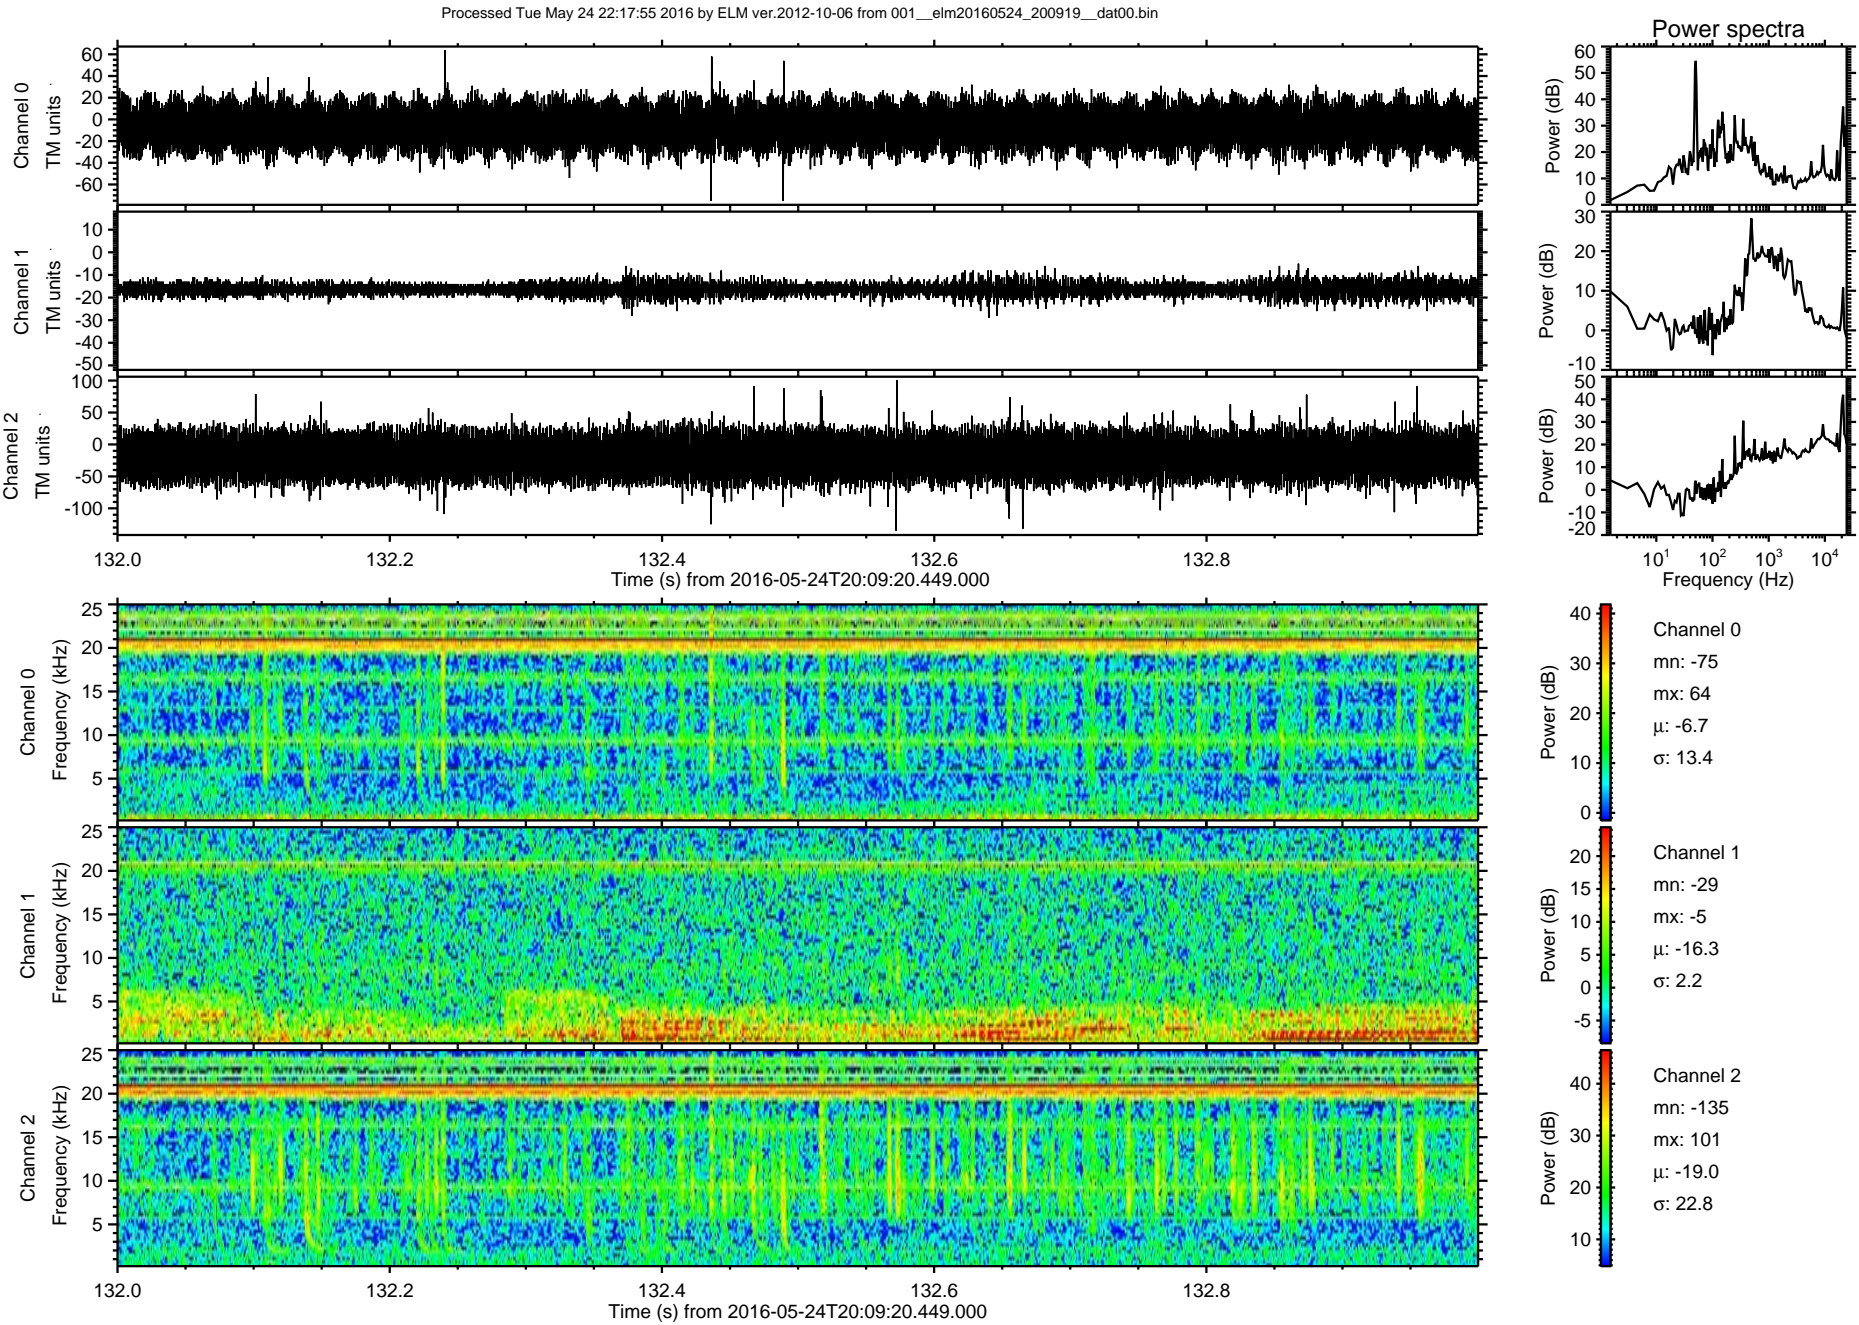 Processed Tue May 24 22:17:55 2016 by ELM ver.2012-10-06 from 001__elm20160524_200919__dat00.bin
Power spectra
Channel 0
TM units
60
40
20
0
-20
-40
-60
Power (dB)
60
50
40
30
20
10
0
Channel 1
TM units
10
0
-10
-20
-30
-40
-50
Power (dB)
30
20
10
0
-10
Channel 2
TM units
100
50
0
-50
-100
Power (dB)
50
40
30
20
10
0
-10
-20
132.0 132.2 132.4 132.6 132.8
Time (s) from 2016-05-24T20:09:20.449.000
10^1 10^2 10^3 10^4
Frequency (Hz)
Channel 0
Frequency (kHz)
25
20
15
10
5
Power (dB)
40
30
20
10
0
Channel 0
mn: -75
mx: 64
μ: -6.7
σ: 13.4
Channel 1
Frequency (kHz)
25
20
15
10
5
Power (dB)
20
15
10
5
0
-5
Channel 1
mn: -29
mx: -5
μ: -16.3
σ: 2.2
Channel 2
Frequency (kHz)
25
20
15
10
5
Power (dB)
40
30
20
10
Channel 2
mn: -135
mx: 101
μ: -19.0
σ: 22.8
132.0 132.2 132.4 132.6 132.8
Time (s) from 2016-05-24T20:09:20.449.000